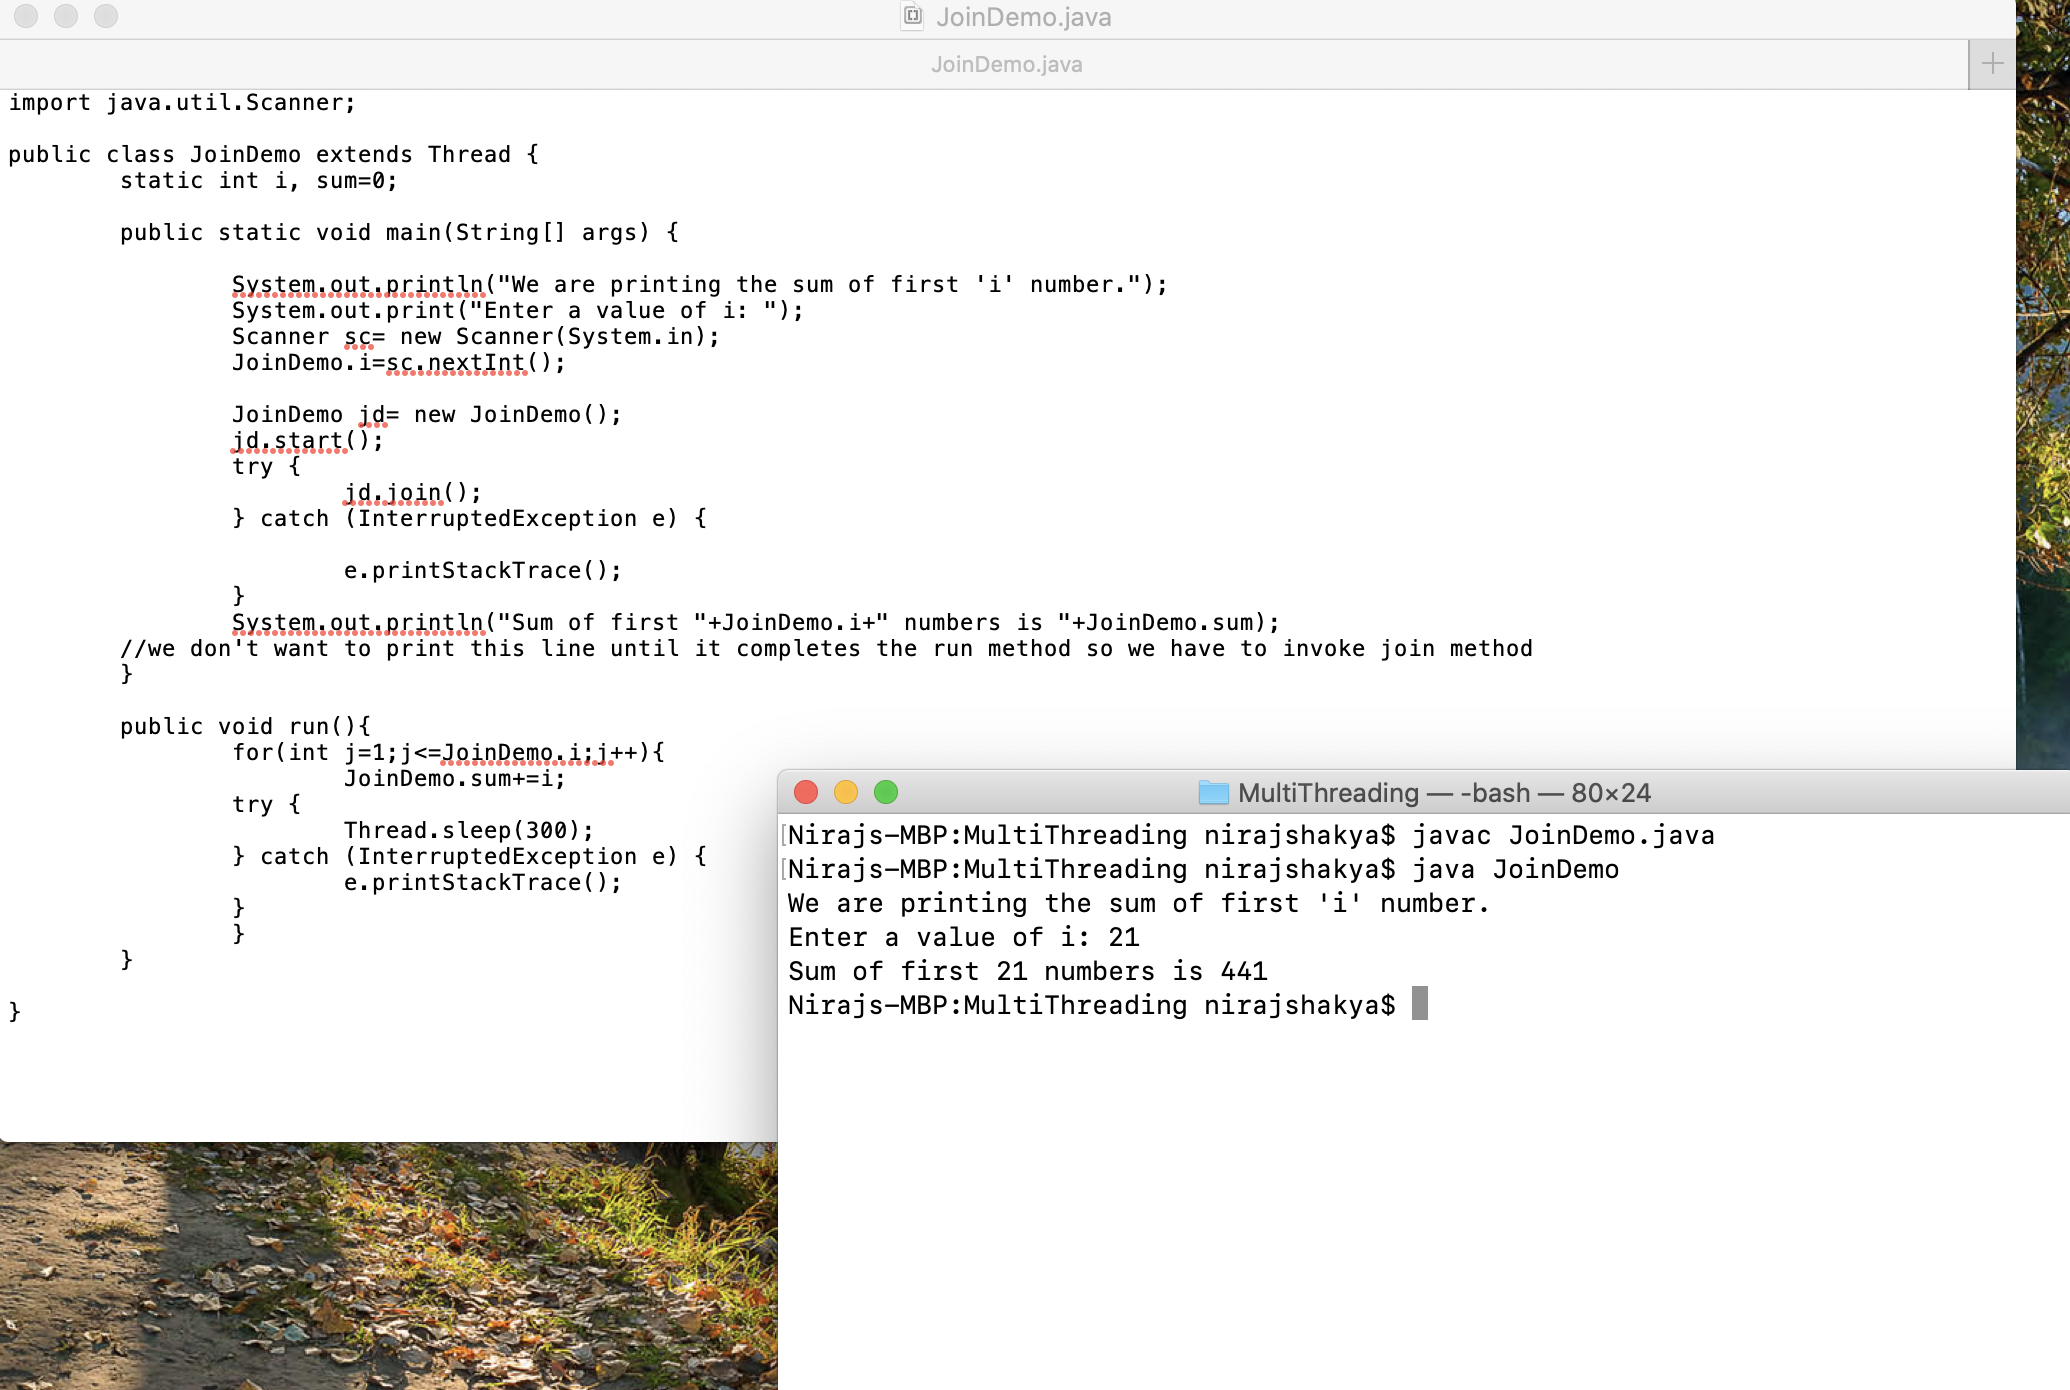 JoinDemo.java
JoinDemo.java
import java.util.Scanner;
public class JoinDemo extends Thread {
static int i, sum=0;
public static void main(String[] args) {
System.out.println("We are printing the sum of first 'i' number.");
System.out.print("Enter a value of i: ");
Scanner sc= new Scanner(System.in);
JoinDemo.i=sc.nextInt();
JoinDemo jd= new JoinDemo();
jd.start();
try {
jd.join();
} catch (InterruptedException e) {
e.printStackTrace();
}
System.out.println("Sum of first "+JoinDemo.i+" numbers is "+JoinDemo.sum);
//we don't want to print this line until it completes the run method so we have to invoke join method
}
public void run(){
for(int j=1;j<=JoinDemo.i;j++){
JoinDemo.sum+=i;
try {
Thread.sleep(300);
} catch (InterruptedException e) {
e.printStackTrace();
}
}
}
}
MultiThreading — -bash — 80×24
Nirajs-MBP:MultiThreading nirajshakya$ javac JoinDemo.java
Nirajs-MBP:MultiThreading nirajshakya$ java JoinDemo
We are printing the sum of first 'i' number.
Enter a value of i: 21
Sum of first 21 numbers is 441
Nirajs-MBP:MultiThreading nirajshakya$